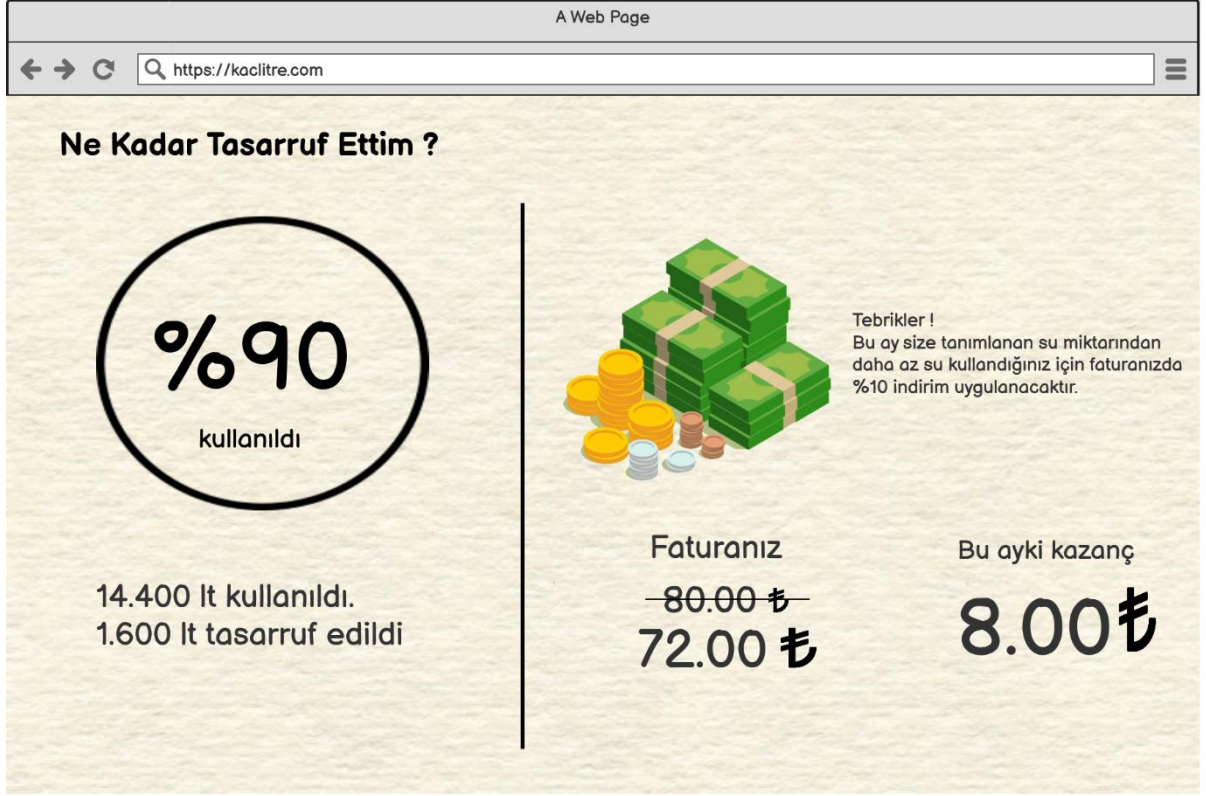 A Web Page
https://kaclitre.com
Ne Kadar Tasarruf Ettim ?
%90
kullanıldı
14.400 lt kullanıldı.
1.600 lt tasarruf edildi
Tebrikler !
Bu ay size tanımlanan su miktarından
daha az su kullandığınız için faturanızda
%10 indirim uygulanacaktır.
Faturanız
80.00 ₺
72.00 ₺
Bu ayki kazanç
8.00₺